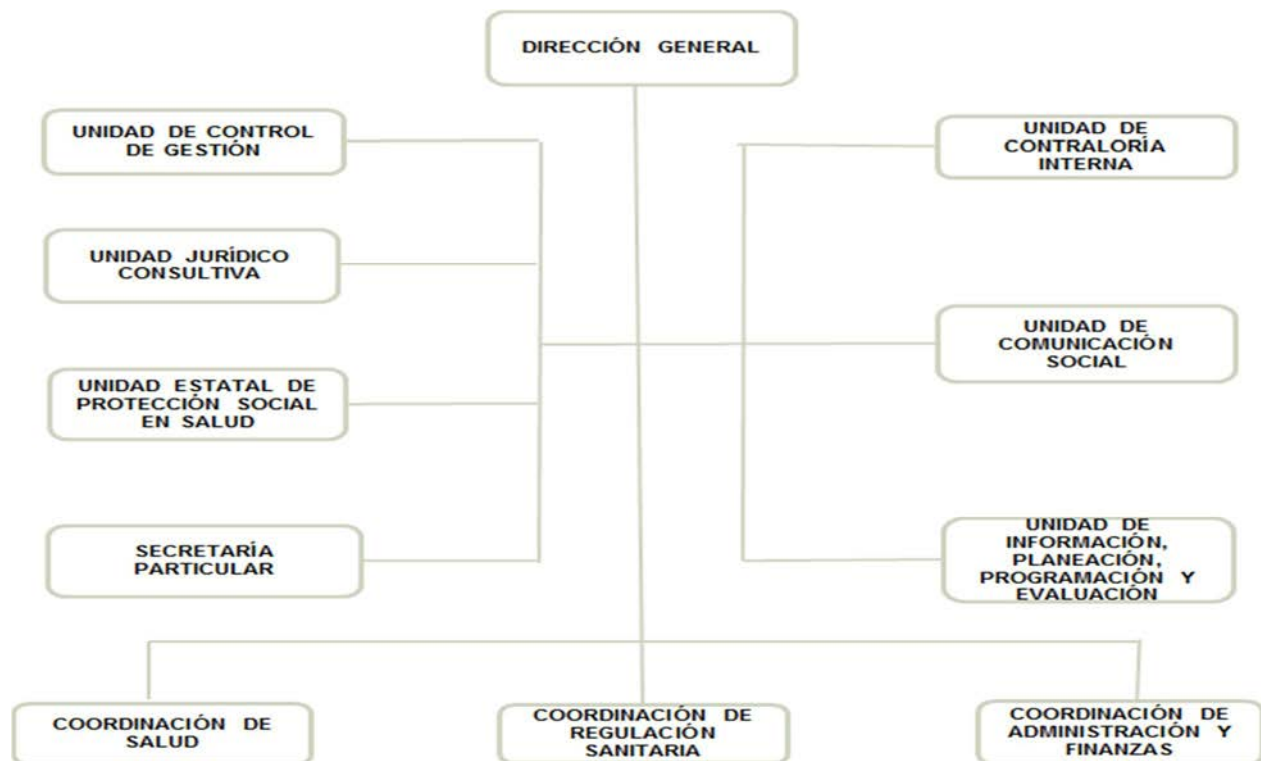 DIRECCIÓN GENERAL
UNIDAD DE CONTROL
DE GESTIÓN
UNIDAD DE
CONTRALORÍA
INTERNA
UNIDAD JURÍDICO
CONSULTIVA
UNIDAD DE
COMUNICACIÓN
SOCIAL
UNIDAD ESTATAL DE
PROTECCIÓN SOCIAL
EN SALUD
SECRETARÍA
PARTICULAR
UNIDAD DE
INFORMACIÓN,
PLANEACIÓN,
PROGRAMACIÓN Y
EVALUACIÓN
COORDINACIÓN DE
SALUD
COORDINACIÓN DE
REGULACIÓN
SANITARIA
COORDINACIÓN DE
ADMINISTRACIÓN Y
FINANZAS